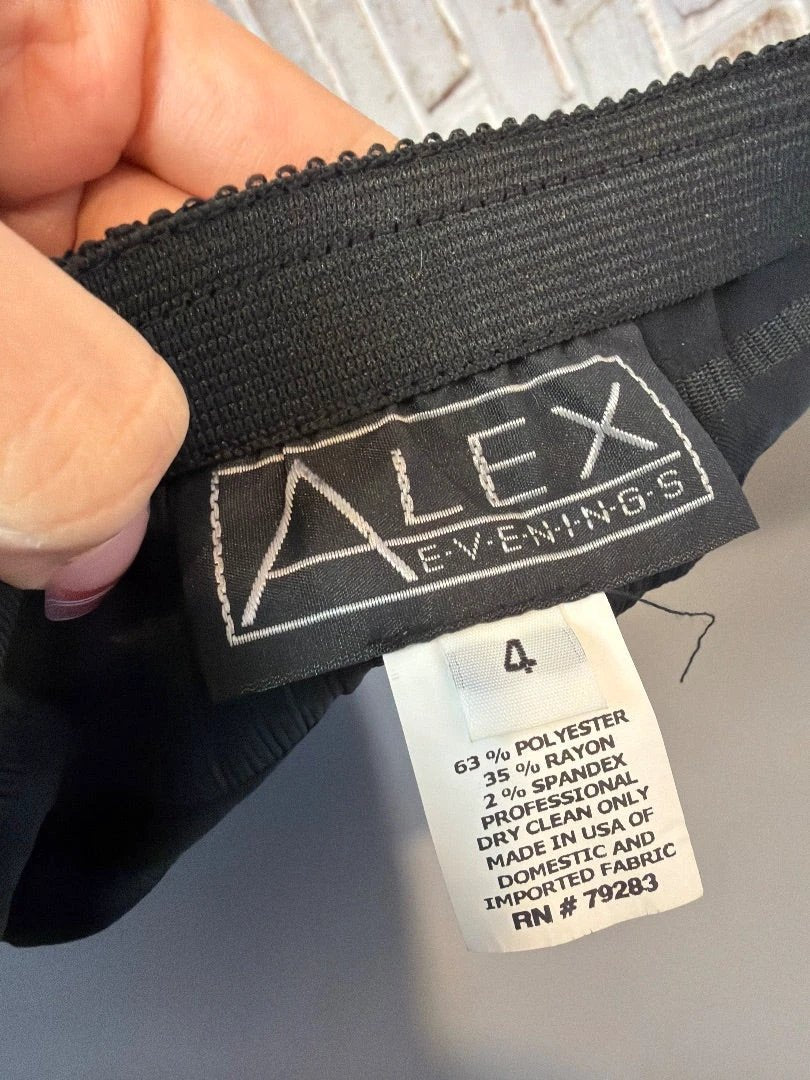 ALEX
E·V·E·N·I·N·G·S
4
63 % POLYESTER
35 % RAYON
2 % SPANDEX
PROFESSIONAL
DRY CLEAN ONLY
MADE IN USA OF
DOMESTIC AND
IMPORTED FABRIC
RN # 79283